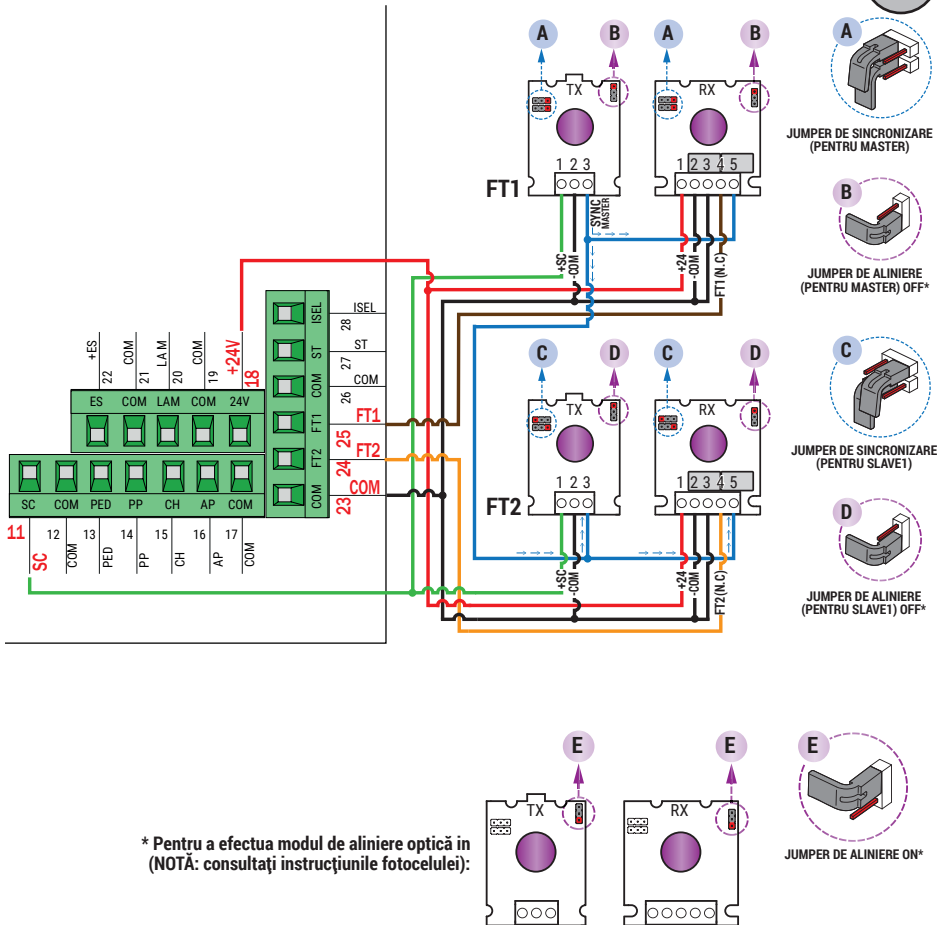 A
B
A
B
A
JUMPER DE SINCRONIZARE
(PENTRU MASTER)
TX
RX
1 2 3
1 2 3 4 5
FT1
SYNC
MASTER
+SC
-COM
+24
-COM
FT1 (N.C)
B
JUMPER DE ALINIERE
(PENTRU MASTER) OFF*
C
D
C
D
C
JUMPER DE SINCRONIZARE
(PENTRU SLAVE1)
TX
RX
1 2 3
1 2 3 4 5
FT2
+SC
-COM
+24
-COM
FT2(N.C)
D
JUMPER DE ALINIERE
(PENTRU SLAVE1) OFF*
+ES
22
COM
21
LAM
20
COM
19
+24V
18
ES COM LAM COM 24V
SC COM PED PP CH AP COM
11
SC
12
COM
13
PED
14
PP
15
CH
16
AP
17
COM
ISEL
ISEL
28
ST
ST
27
COM
COM
26
FT1
FT1
25
FT2
FT2
24
COM
COM
23
E
E
E
TX
RX
JUMPER DE ALINIERE ON*
* Pentru a efectua modul de aliniere optică in
(NOTĂ: consultați instrucțiunile fotocelulei):